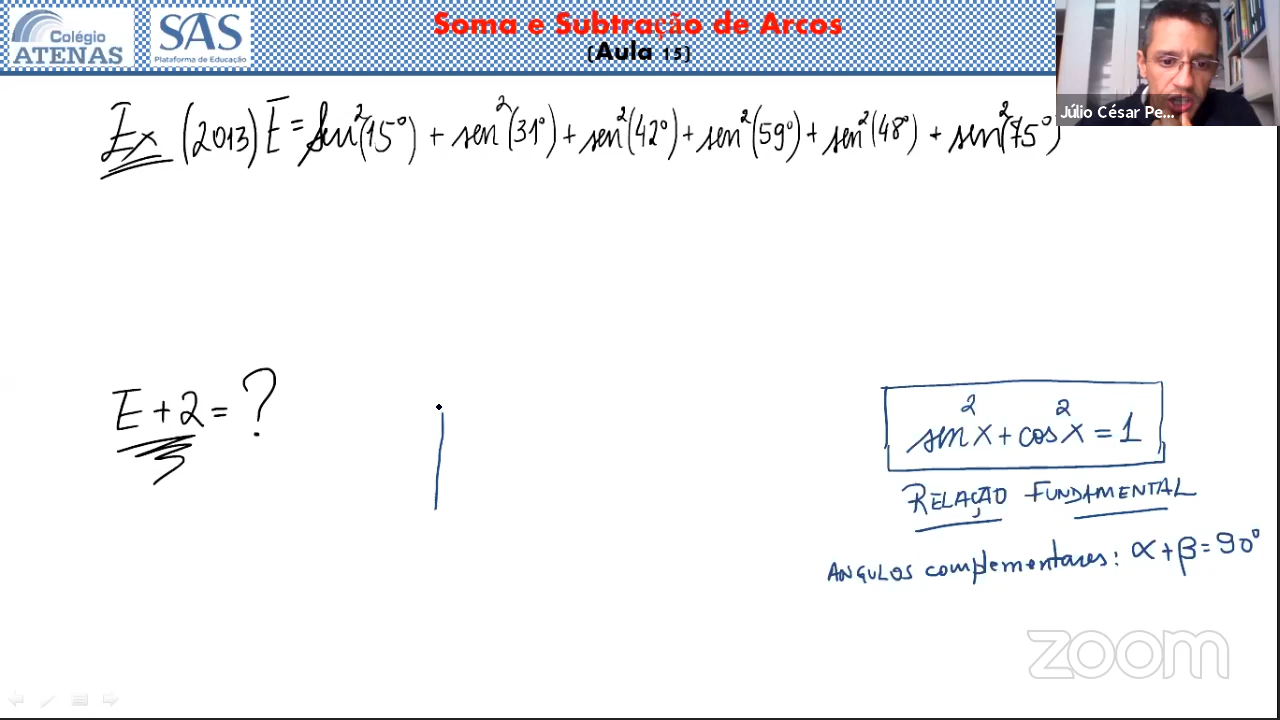 Colégio
ATENAS
SAS
Plataforma de Educação
Soma e Subtração de Arcos
(Aula 15)
Júlio César Pe...
Ex (2013) E = sen²(15°) + sen²(31°) + sen²(42°) + sen²(59°) + sen²(48°) + sen²(75°)
E + 2 = ?
sen²x + cos²x = 1
RELAÇÃO FUNDAMENTAL
ANGULOS complementares: α + β = 90°
zoom